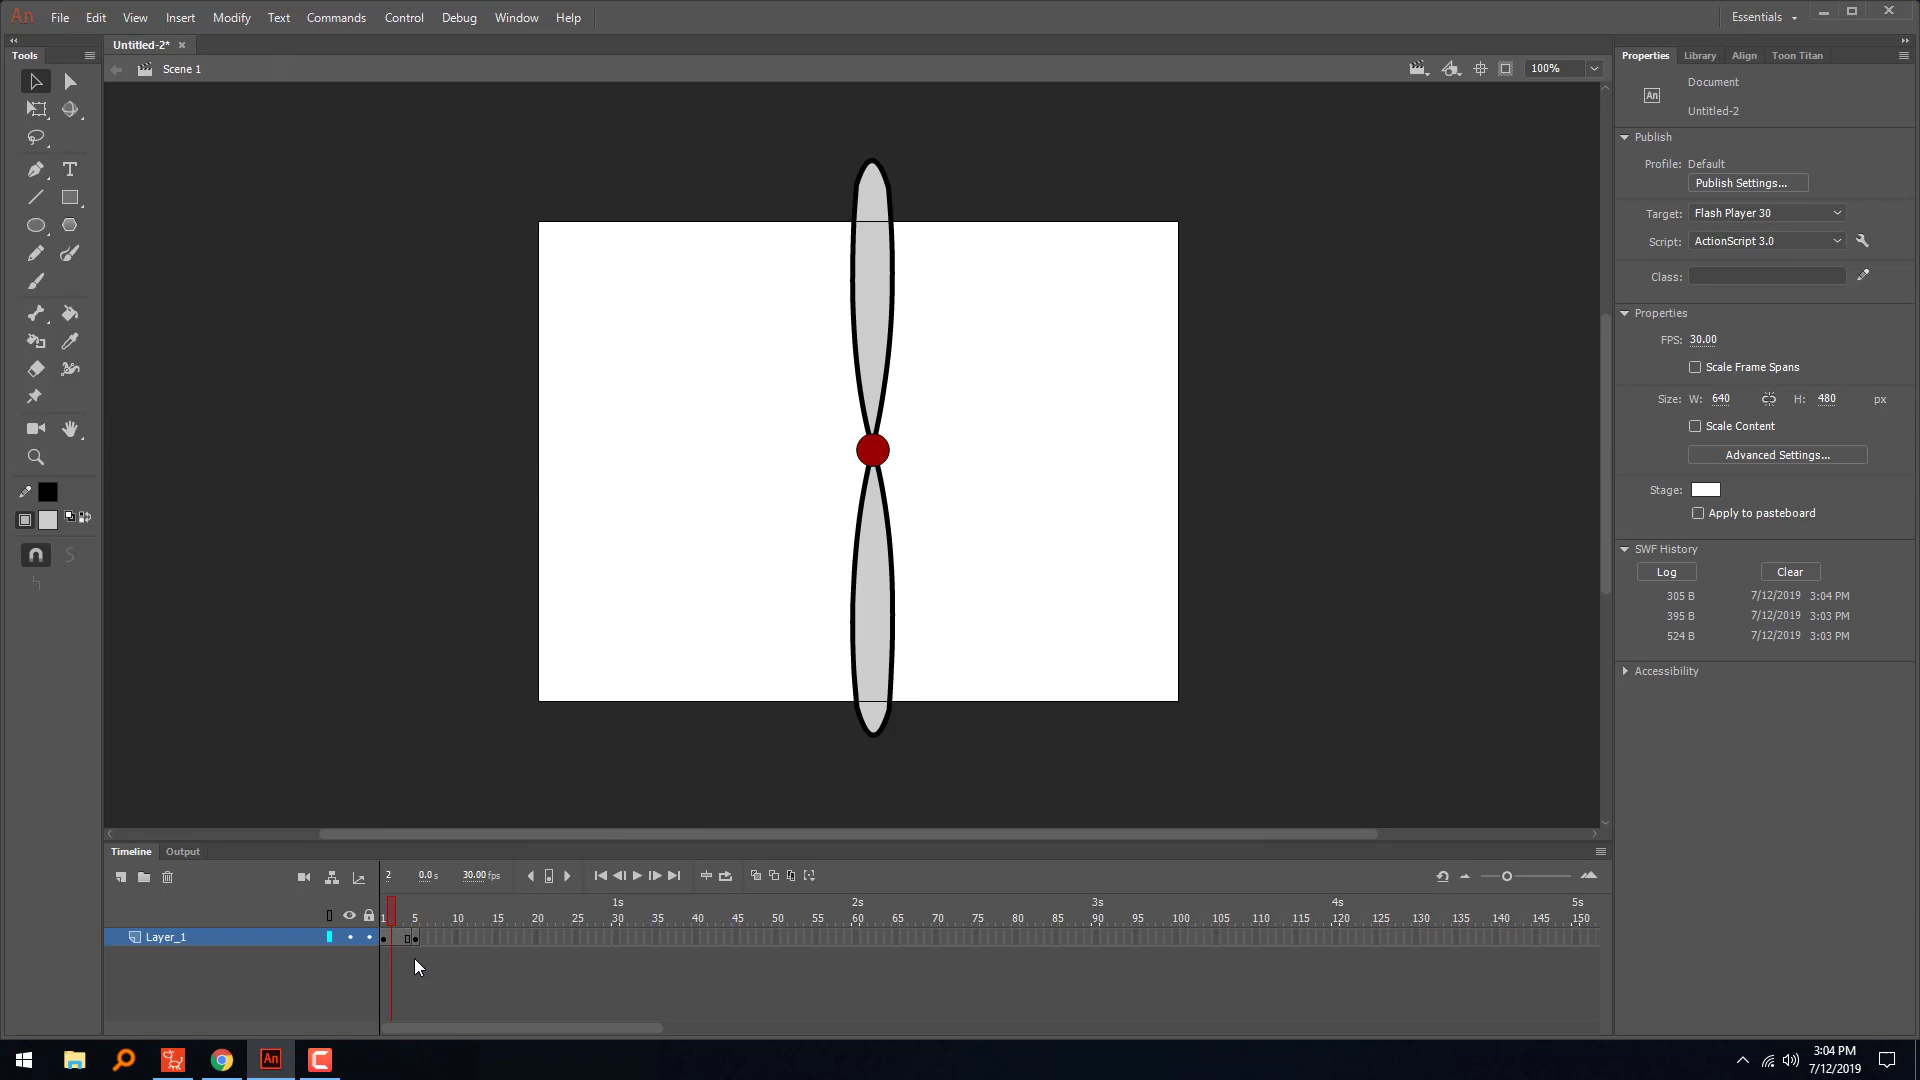 An File Edit View Insert Modify Text Commands Control Debug Window Help Essentials
Tools
Untitled-2*
Scene 1
100%
Properties Library Align Toon Titan
An
Document
Untitled-2
Publish
Profile: Default
Publish Settings...
Target: Flash Player 30
Script: ActionScript 3.0
Class:
Properties
FPS: 30.00
Scale Frame Spans
Size: W: 640 H: 480 px
Scale Content
Advanced Settings...
Stage:
Apply to pasteboard
SWF History
Log Clear
305 B 7/12/2019 3:04 PM
395 B 7/12/2019 3:03 PM
524 B 7/12/2019 3:03 PM
Accessibility
Timeline Output
2 0.0 s 30.00 fps
1s 2s 3s 4s 5s
1 5 10 15 20 25 30 35 40 45 50 55 60 65 70 75 80 85 90 95 100 105 110 115 120 125 130 135 140 145 150
Layer_1
An
3:04 PM
7/12/2019